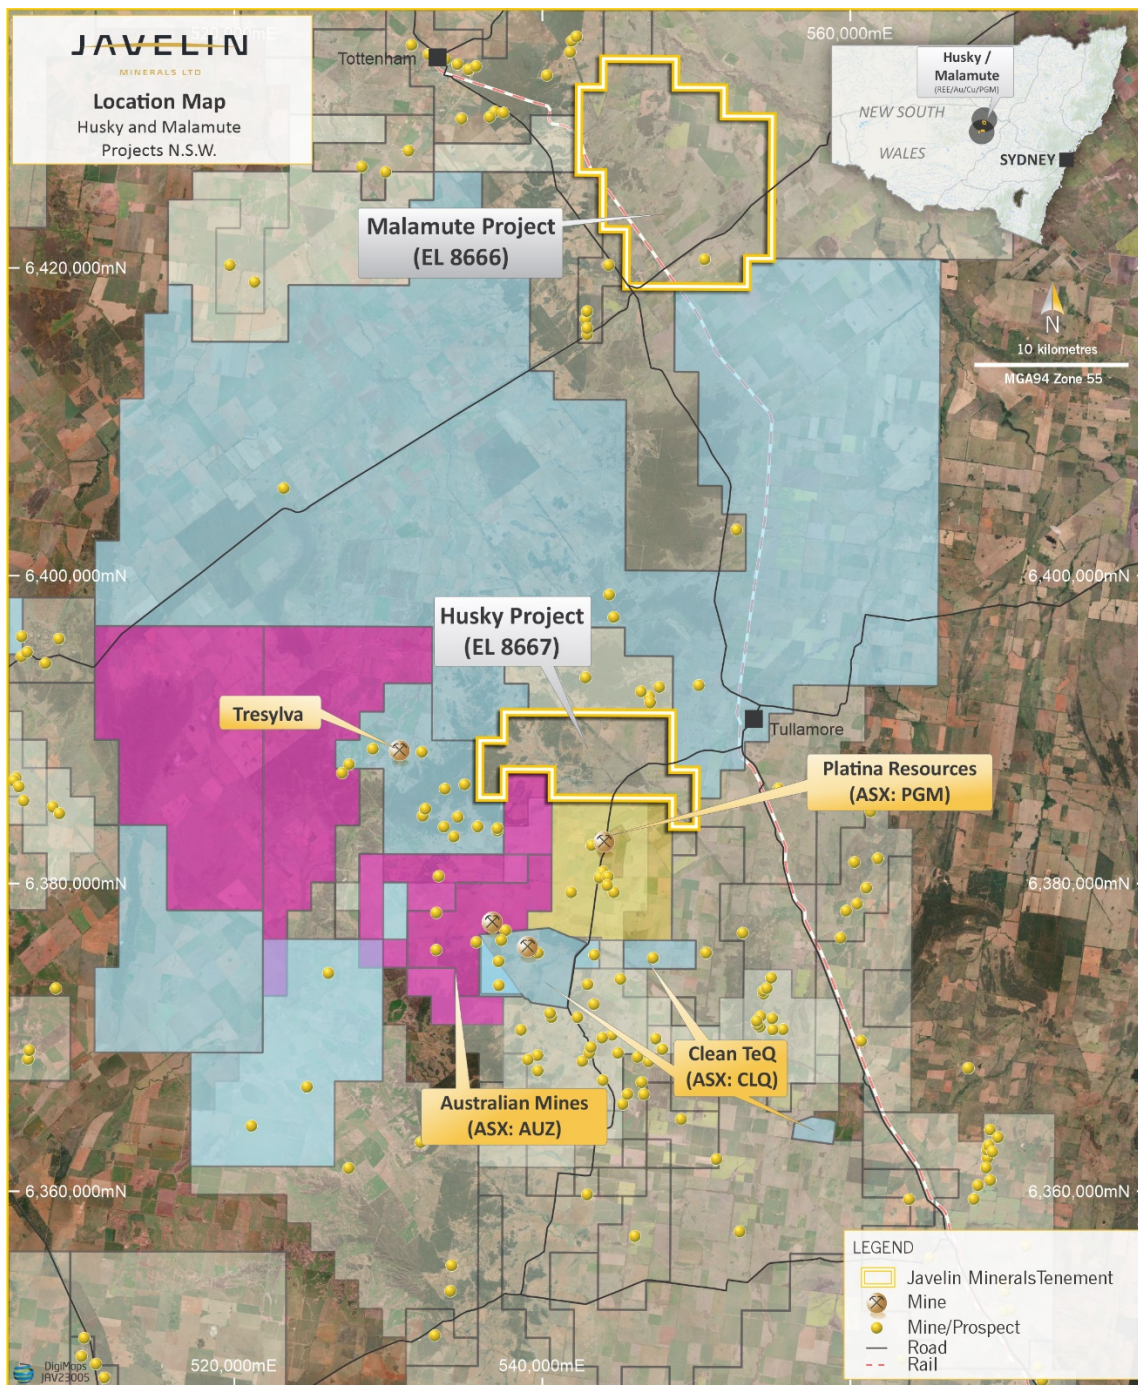 JAVELIN
MINERALS LTD
Location Map
Husky and Malamute
Projects N.S.W.
560,000mE
Tottenham
Husky /
Malamute
(REE/Au/Cu/PGM)
NEW SOUTH
WALES
SYDNEY
Malamute Project
(EL 8666)
6,420,000mN
N
10 kilometres
MGA94 Zone 55
6,400,000mN
6,400,000mN
Husky Project
(EL 8667)
Tresylva
Tullamore
Platina Resources
(ASX: PGM)
6,380,000mN
6,380,000mN
Clean TeQ
(ASX: CLQ)
Australian Mines
(ASX: AUZ)
6,360,000mN
6,360,000mN
LEGEND
Javelin MineralsTenement
Mine
Mine/Prospect
Road
Rail
520,000mE
540,000mE
DigiMaps
JAV23005